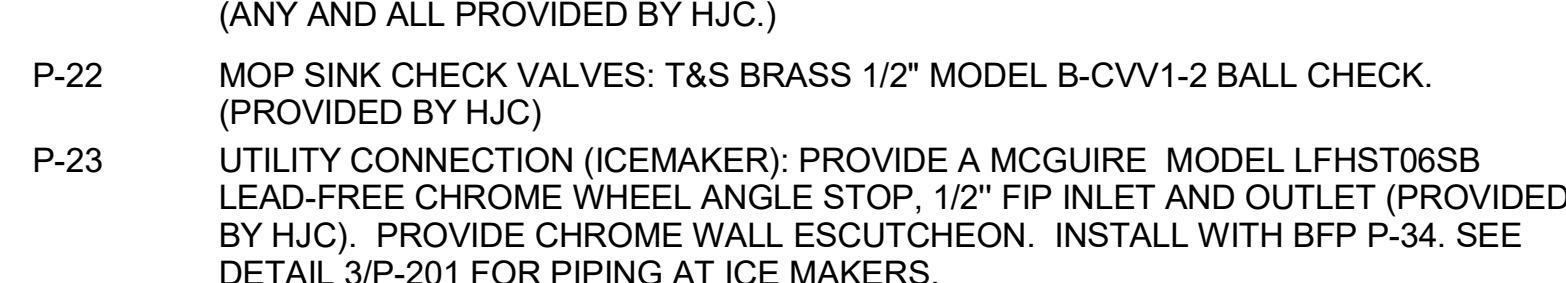 (ANY AND ALL PROVIDED BY HJC.)
P-22 MOP SINK CHECK VALVES: T&S BRASS 1/2" MODEL B-CVV1-2 BALL CHECK.
(PROVIDED BY HJC)
P-23 UTILITY CONNECTION (ICEMAKER): PROVIDE A MCGUIRE MODEL LFHST06SB
LEAD-FREE CHROME WHEEL ANGLE STOP, 1/2'' FIP INLET AND OUTLET (PROVIDED
BY HJC). PROVIDE CHROME WALL ESCUTCHEON. INSTALL WITH BFP P-34. SEE
DETAIL 3/P-201 FOR PIPING AT ICE MAKERS.